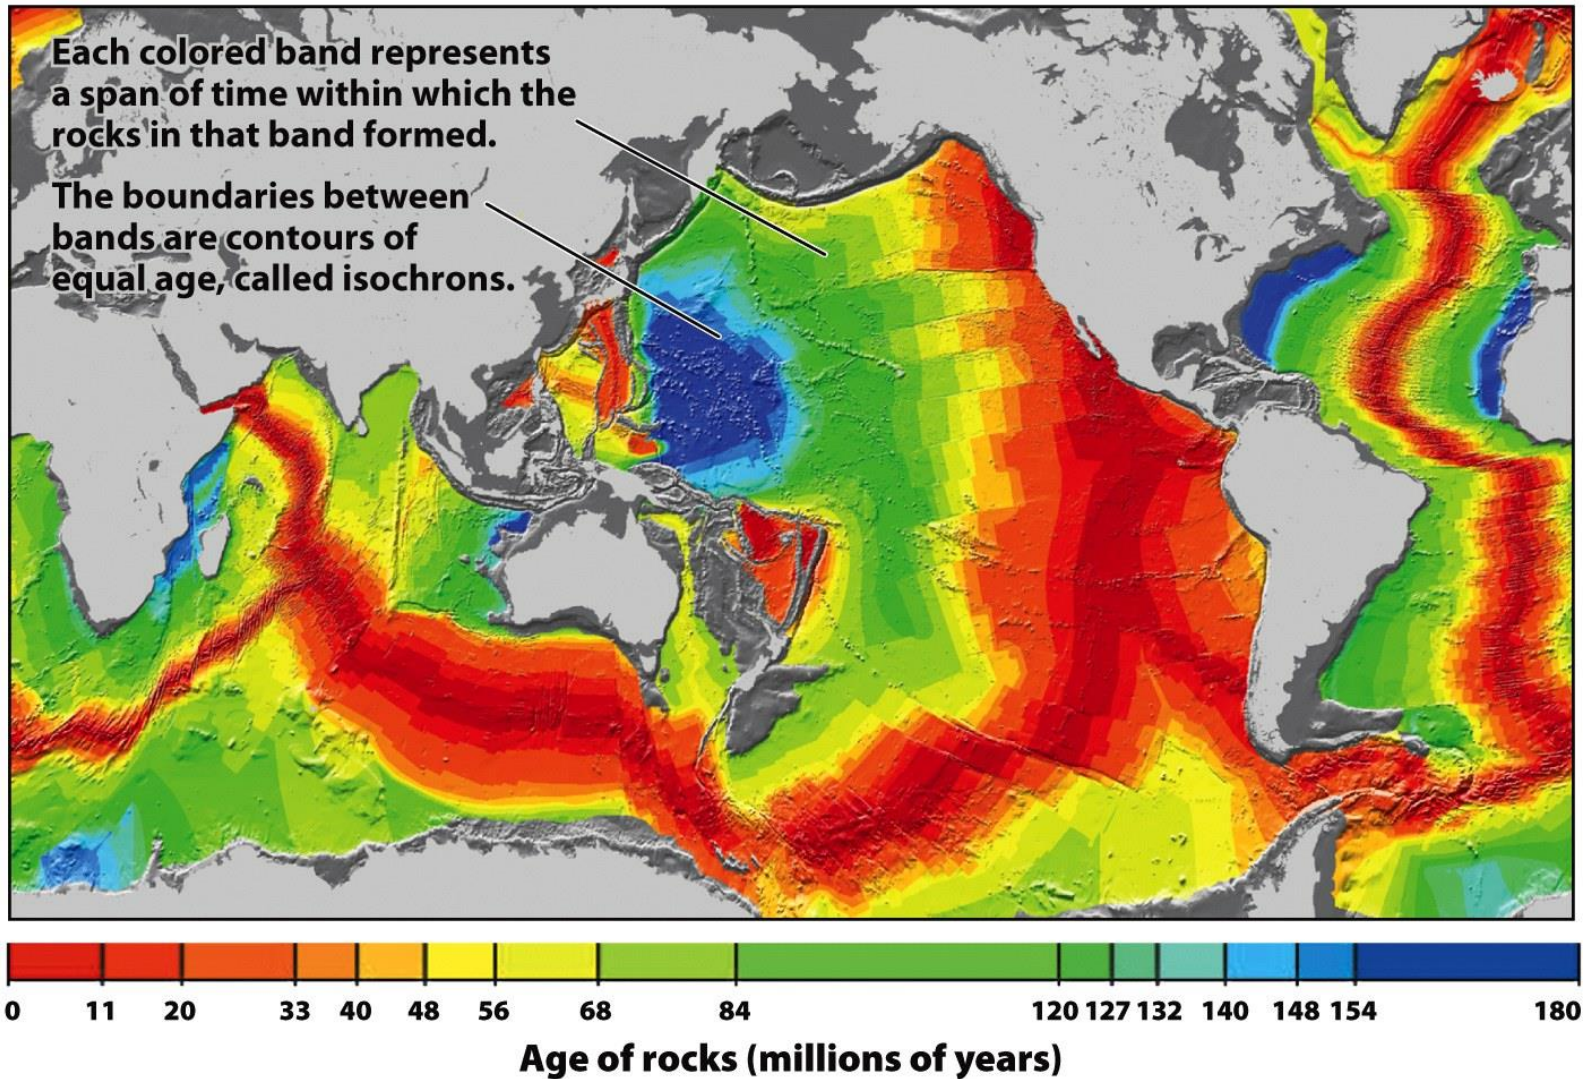 Each colored band represents
a span of time within which the
rocks in that band formed.
The boundaries between
bands are contours of
equal age, called isochrons.
0 11 20 33 40 48 56 68 84 120 127 132 140 148 154 180
Age of rocks (millions of years)